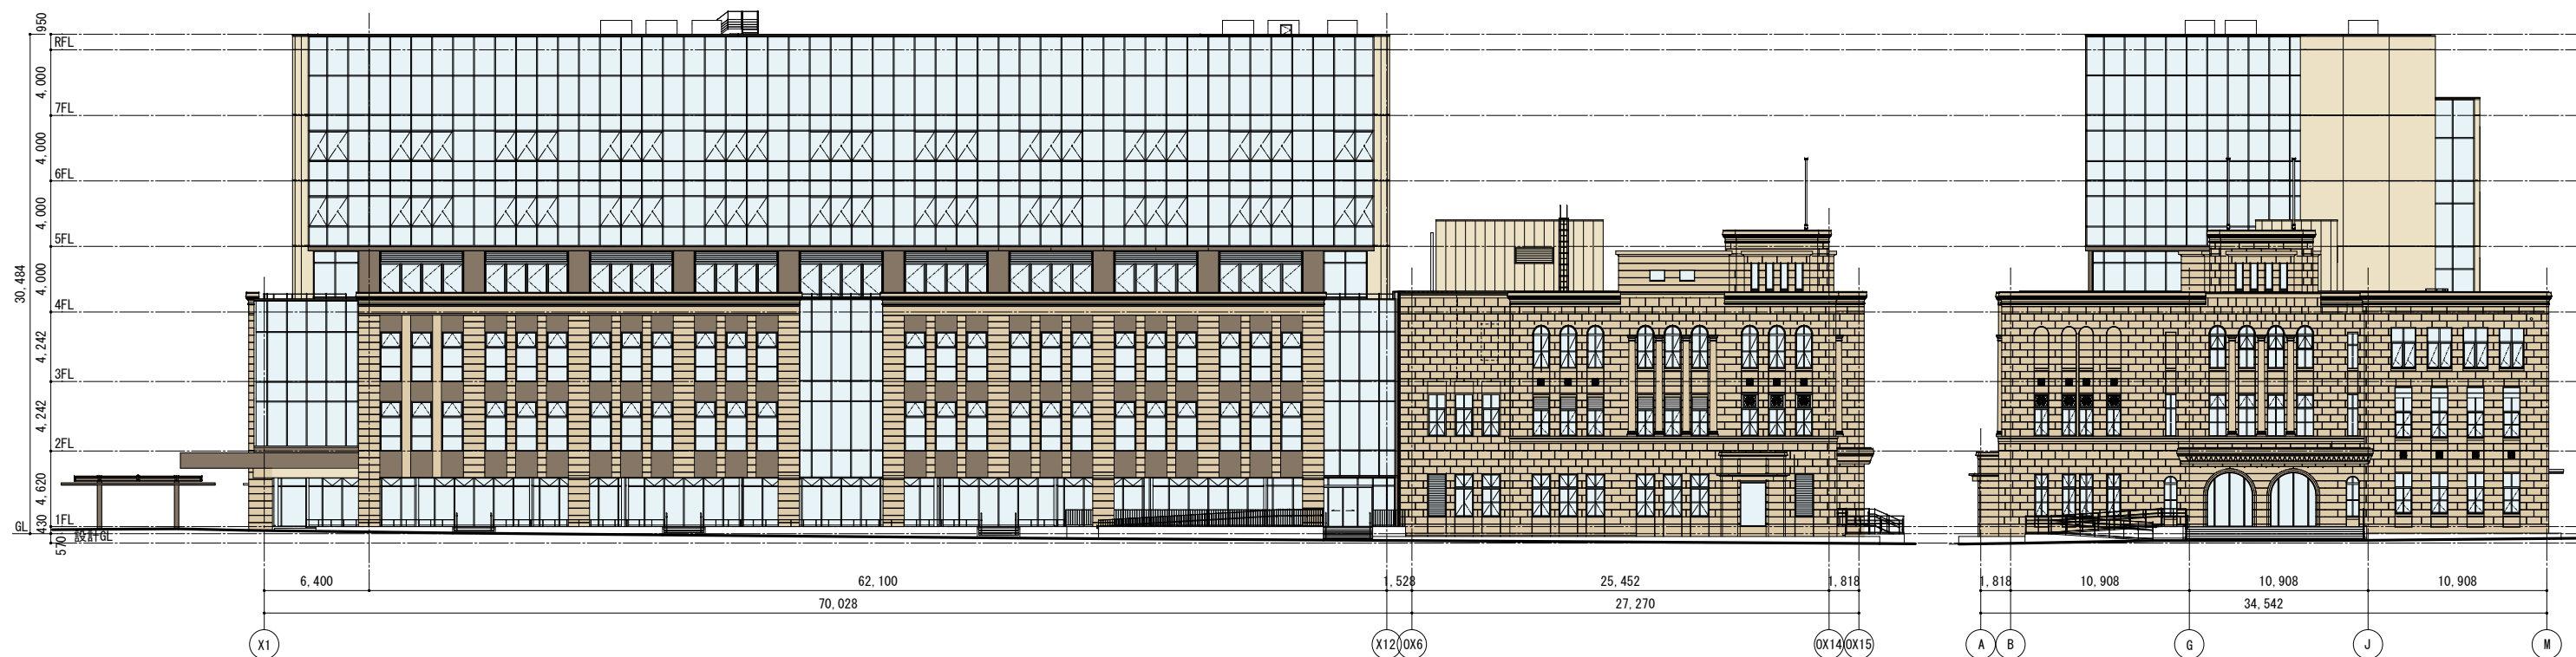 950
RFL
4,000
7FL
4,000
6FL
4,000
5FL
4,000
30,484
4FL
4,242
3FL
4,242
2FL
4,620
1FL
GL
430
設計GL
570
6,400
62,100
1,528
25,452
1,818
1,818
10,908
10,908
10,908
70,028
27,270
34,542
X1
X12
OX6
OX14
OX15
A
B
G
J
M